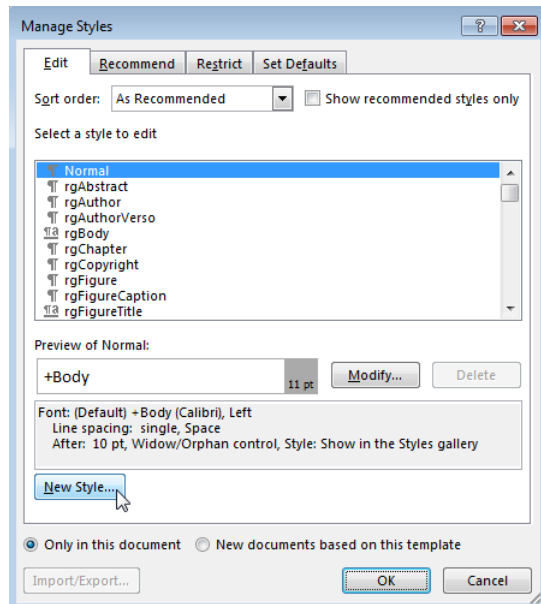 Manage Styles
Edit Recommend Restrict Set Defaults
Sort order: As Recommended Show recommended styles only
Select a style to edit
¶ Normal
¶ rgAbstract
¶ rgAuthor
¶ rgAuthorVerso
¶a rgBody
¶ rgChapter
¶ rgCopyright
¶ rgFigure
¶ rgFigureCaption
¶a rgFigureTitle
Preview of Normal:
+Body 11 pt Modify... Delete
Font: (Default) +Body (Calibri), Left
Line spacing: single, Space
After: 10 pt, Widow/Orphan control, Style: Show in the Styles gallery
New Style...
Only in this document New documents based on this template
Import/Export... OK Cancel